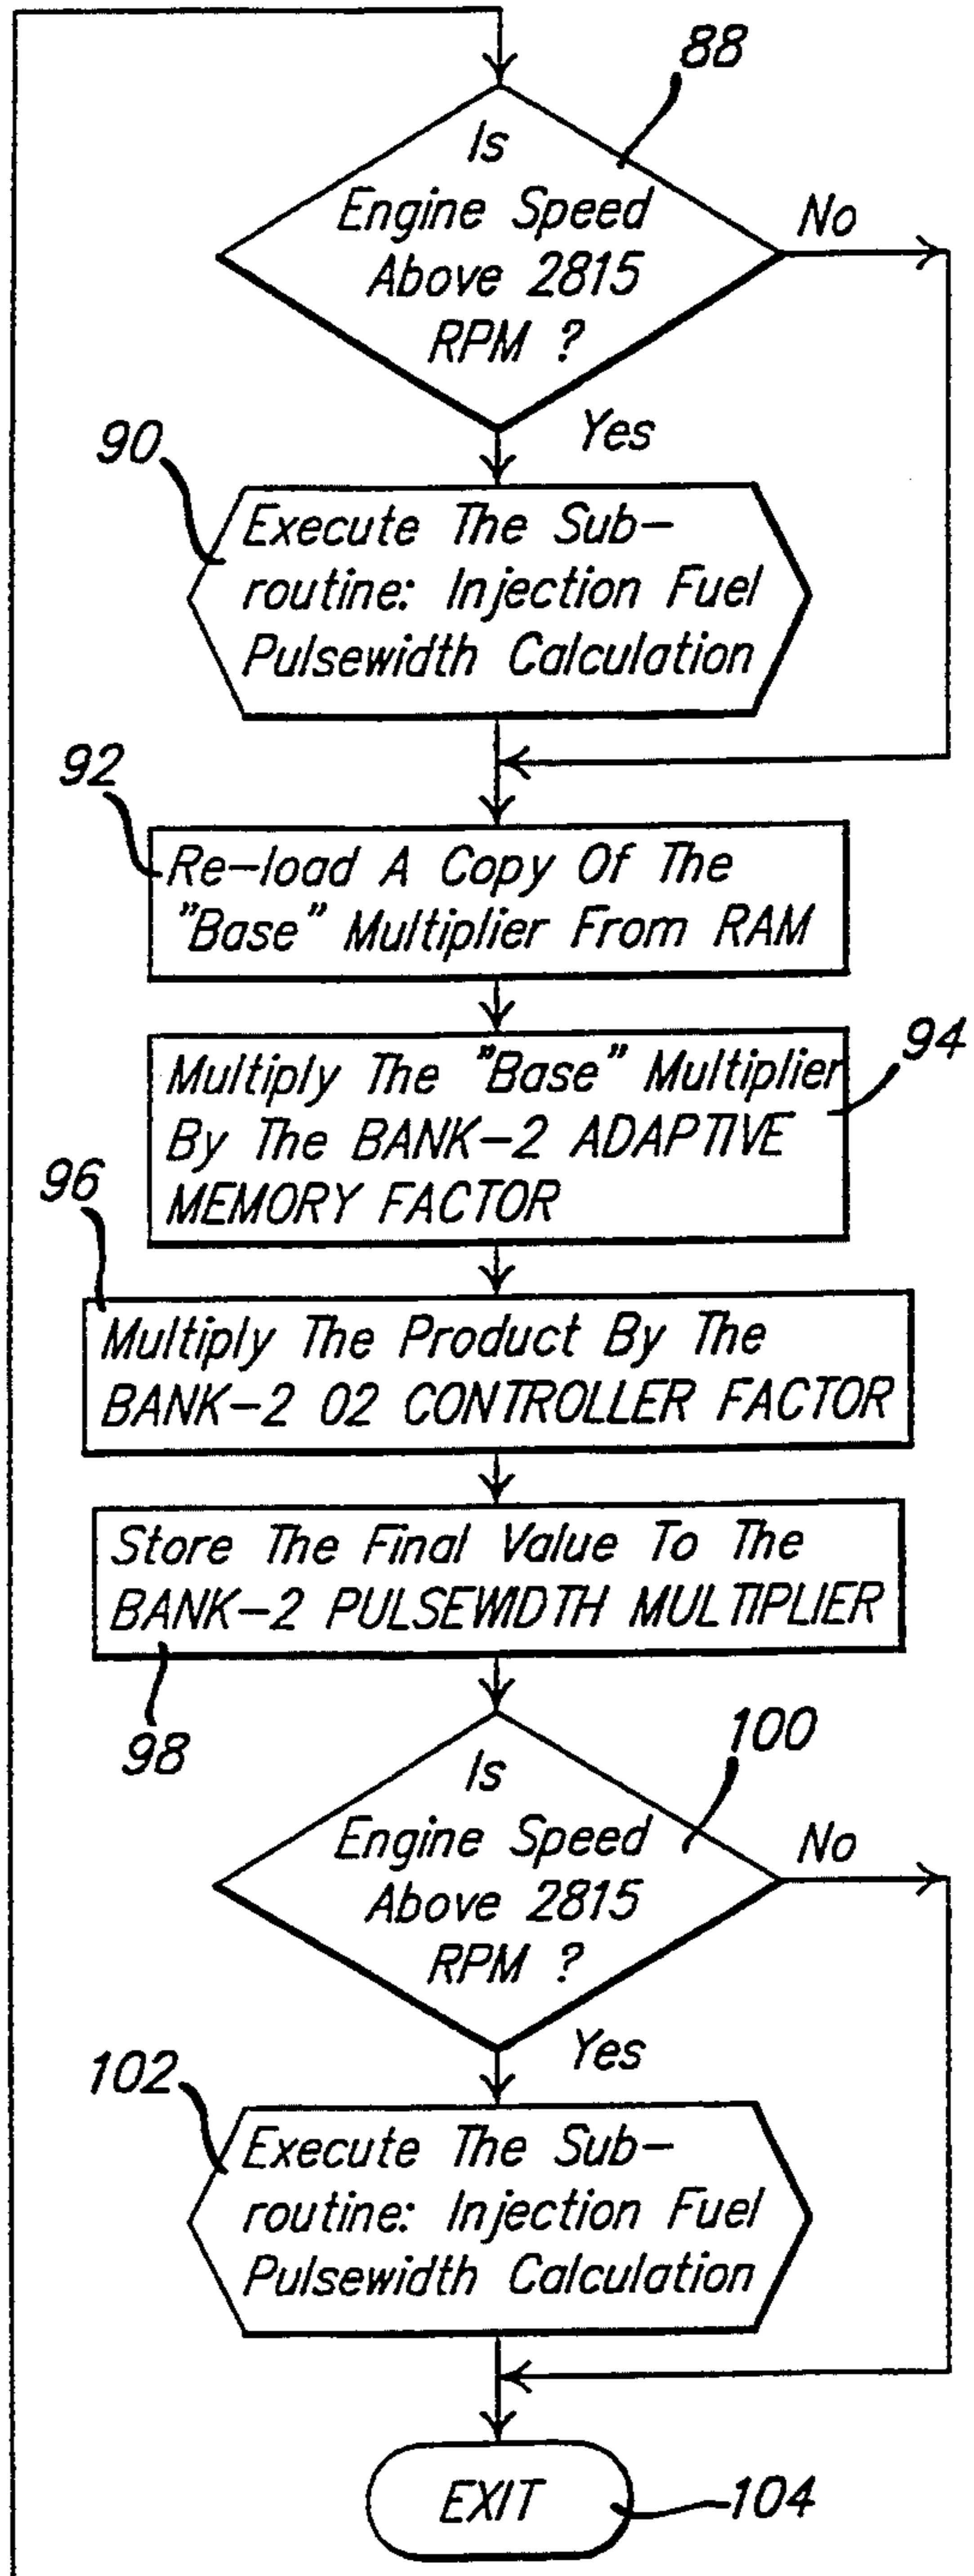 88
Is
Engine Speed
Above 2815
RPM ?
No
Yes
90
Execute The Sub-
routine: Injection Fuel
Pulsewidth Calculation
92
Re-load A Copy Of The
"Base" Multiplier From RAM
94
Multiply The "Base" Multiplier
By The BANK-2 ADAPTIVE
MEMORY FACTOR
96
Multiply The Product By The
BANK-2 O2 CONTROLLER FACTOR
Store The Final Value To The
BANK-2 PULSEWIDTH MULTIPLIER
98
100
Is
Engine Speed
Above 2815
RPM ?
No
Yes
102
Execute The Sub-
routine: Injection Fuel
Pulsewidth Calculation
EXIT
104